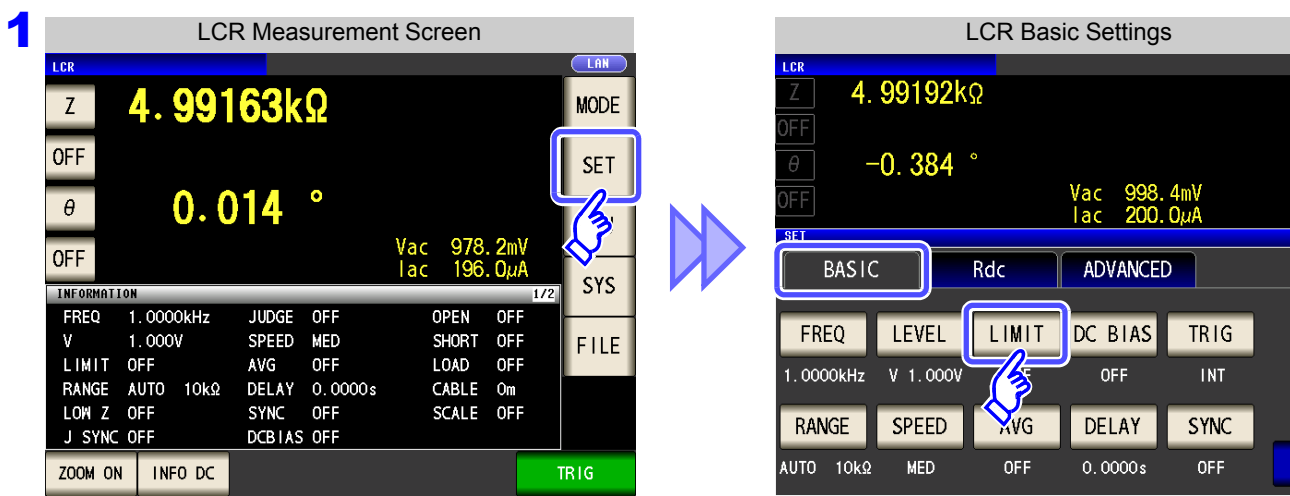 1
LCR Measurement Screen
LCR
LAN
Z
4.99163kΩ
OFF
θ
0.014 °
OFF
Vac 978.2mV
Iac 196.0µA
MODE
SET
SYS
FILE
INFORMATION 1/2
FREQ 1.0000kHz JUDGE OFF OPEN OFF
V 1.000V SPEED MED SHORT OFF
LIMIT OFF AVG OFF LOAD OFF
RANGE AUTO 10kΩ DELAY 0.0000s CABLE 0m
LOW Z OFF SYNC OFF SCALE OFF
J SYNC OFF DCBIAS OFF
ZOOM ON INFO DC TRIG
LCR Basic Settings
LCR
Z
4.99192kΩ
OFF
θ
-0.384 °
OFF
Vac 998.4mV
Iac 200.0µA
SET
BASIC Rdc ADVANCED
FREQ LEVEL LIMIT DC BIAS TRIG
1.0000kHz V 1.000V OFF INT
RANGE SPEED AVG DELAY SYNC
AUTO 10kΩ MED OFF 0.0000s OFF